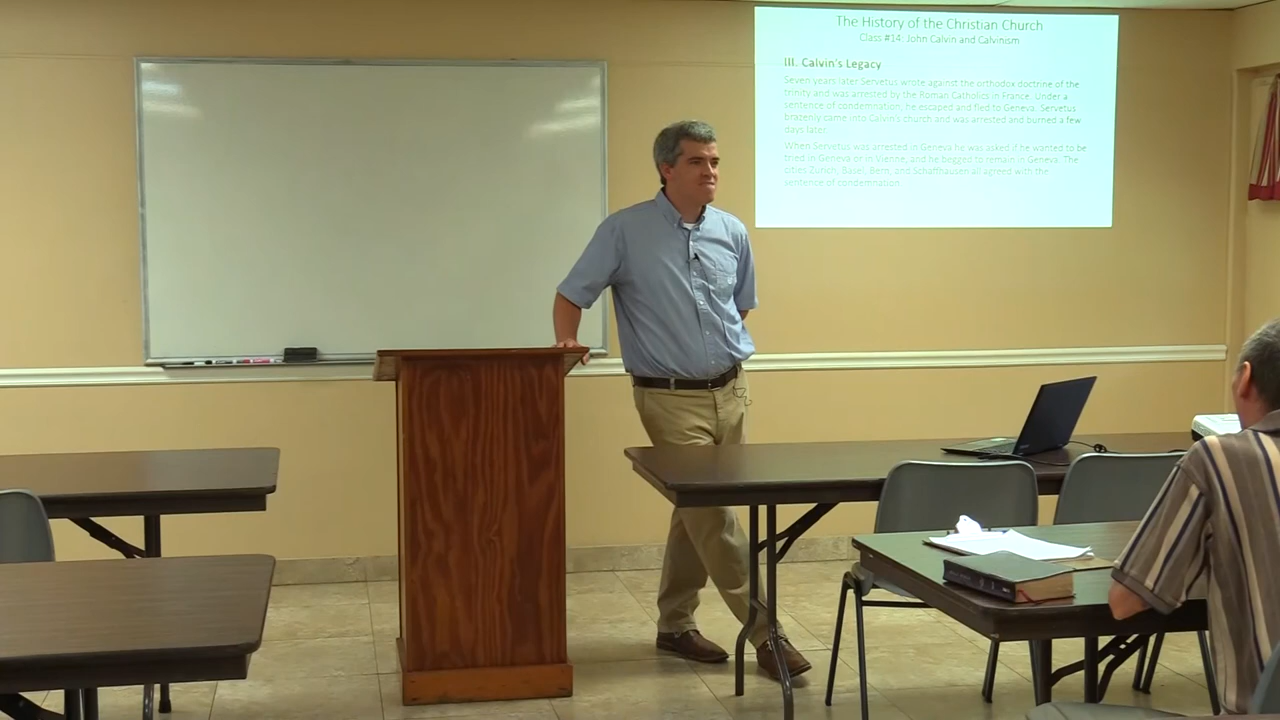 The History of the Christian Church
Class #14: John Calvin and Calvinism
III. Calvin's Legacy
Seven years later Servetus wrote against the orthodox doctrine of the
trinity and was arrested by the Roman Catholics in France. Under a
sentence of condemnation, he escaped and fled to Geneva. Servetus
brazenly came into Calvin's church and was arrested and burned a few
days later.
When Servetus was arrested in Geneva he was asked if he wanted to be
tried in Geneva or in Vienne, and he begged to remain in Geneva. The
cities Zurich, Basel, Bern, and Schaffhausen all agreed with the
sentence of condemnation.